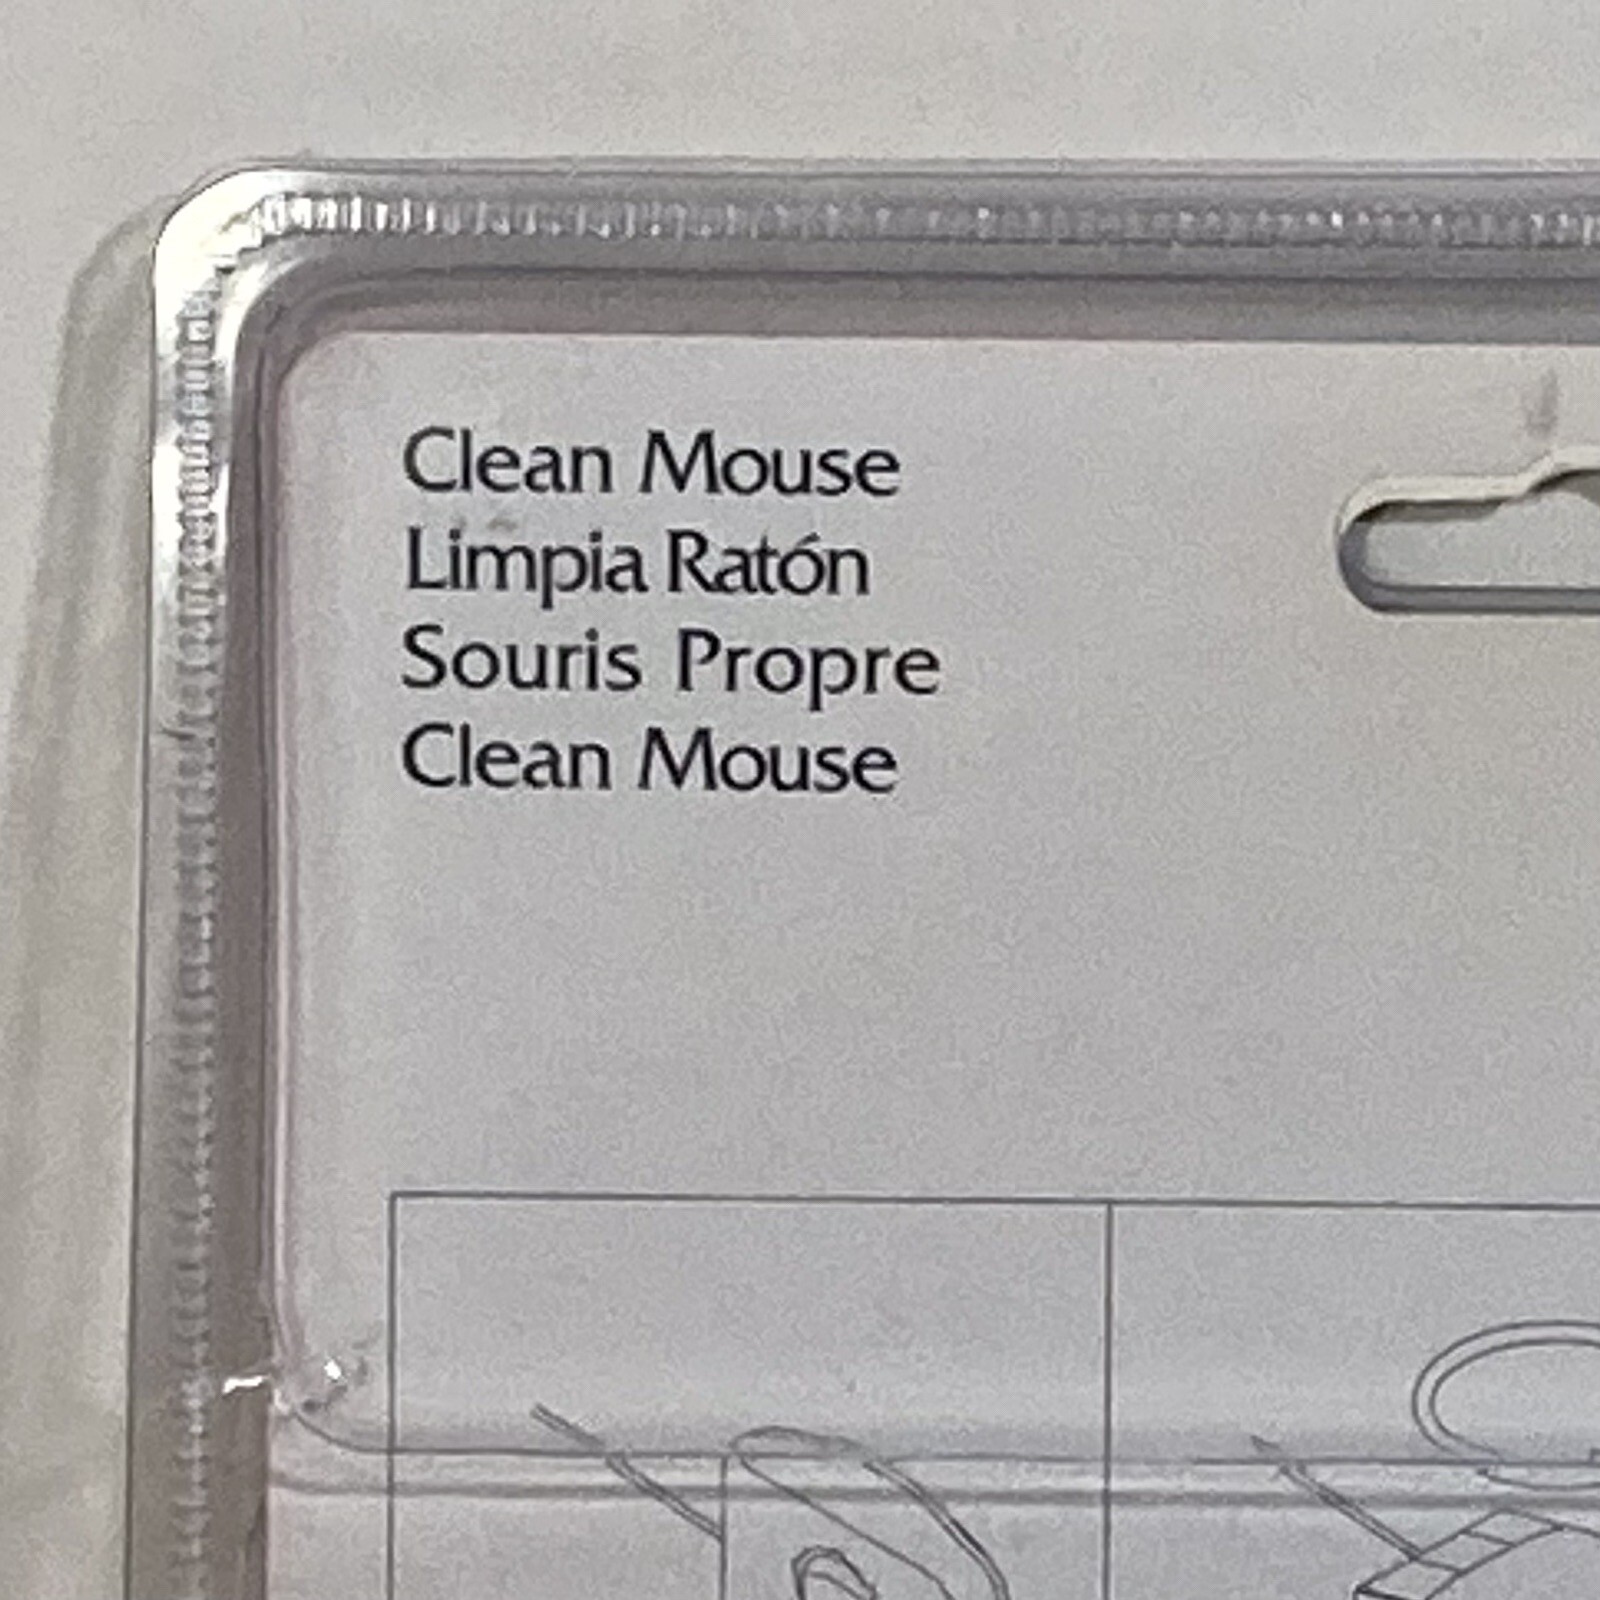 Clean Mouse
Limpia Ratón
Souris Propre
Clean Mouse